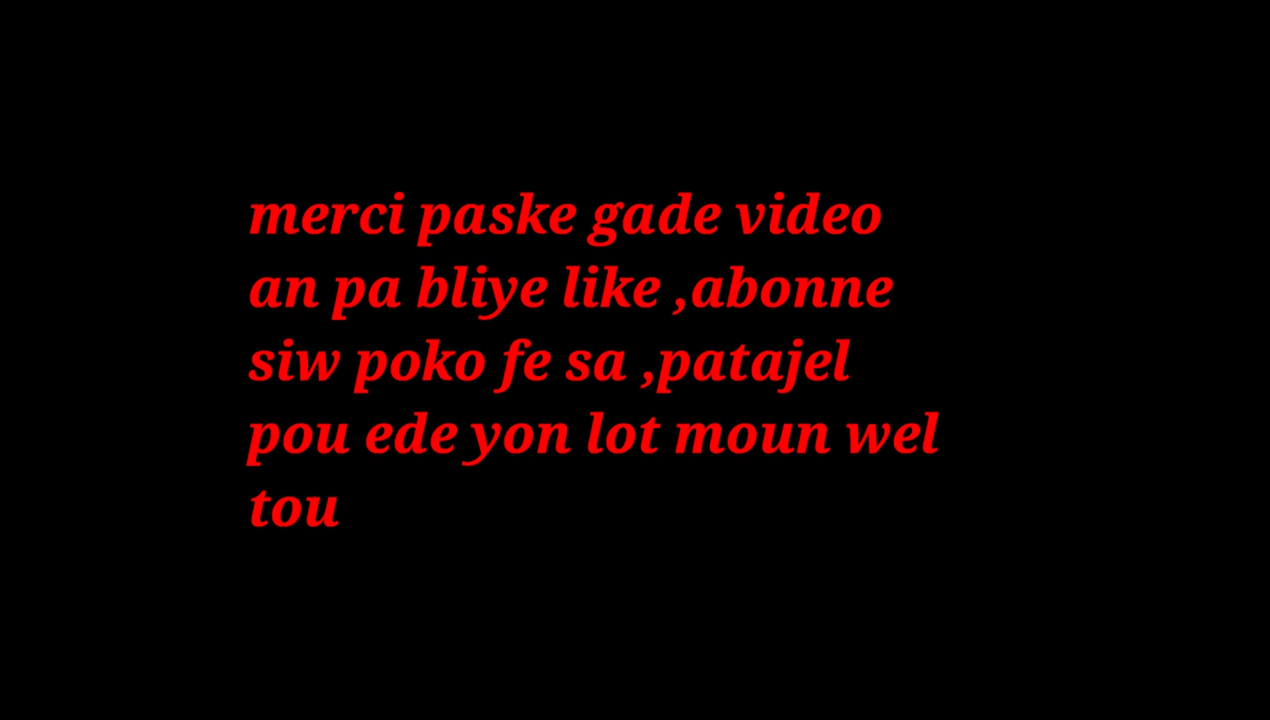 merci paske gade video
an pa bliye like ,abonne
siw poko fe sa ,patajel
pou ede yon lot moun wel
tou